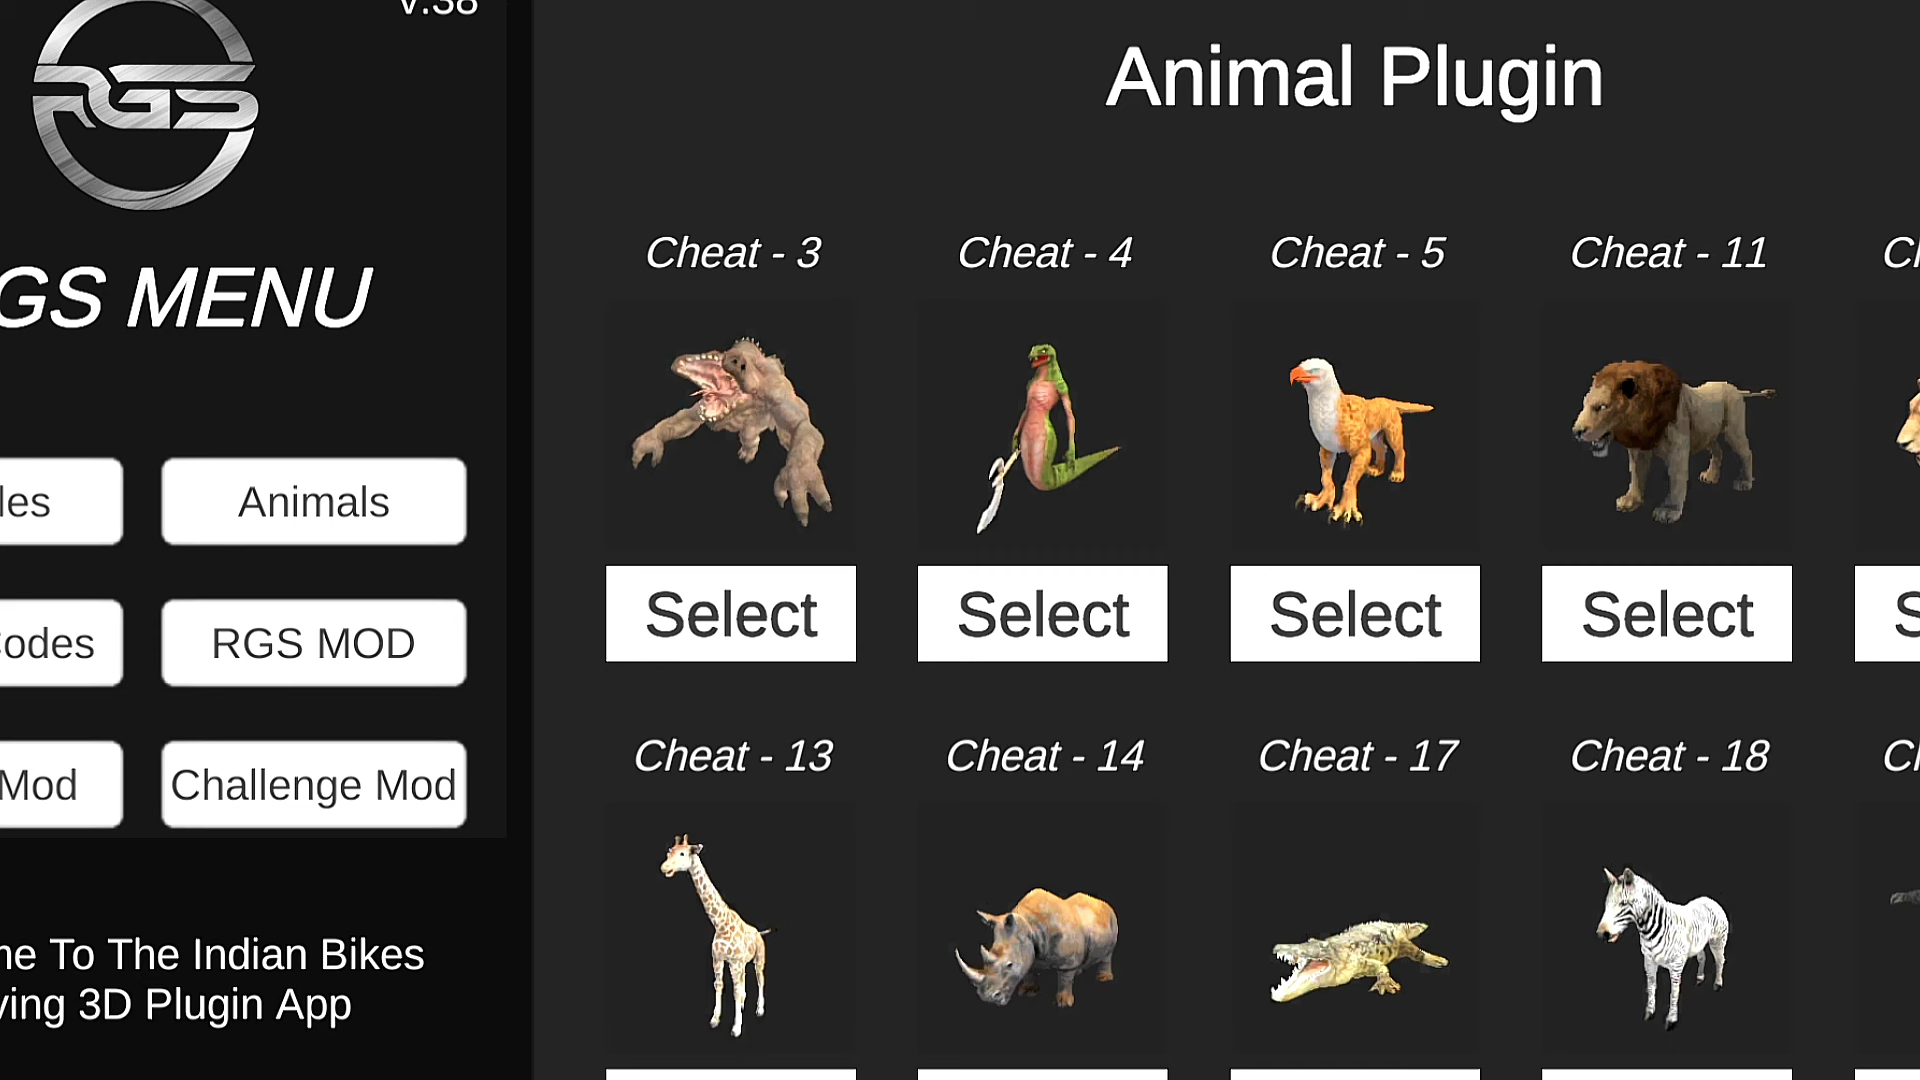 V.38
RGS
GS MENU
les
Animals
odes
RGS MOD
Mod
Challenge Mod
me To The Indian Bikes
ving 3D Plugin App
Animal Plugin
Cheat - 3
Cheat - 4
Cheat - 5
Cheat - 11
Select
Select
Select
Select
Cheat - 13
Cheat - 14
Cheat - 17
Cheat - 18